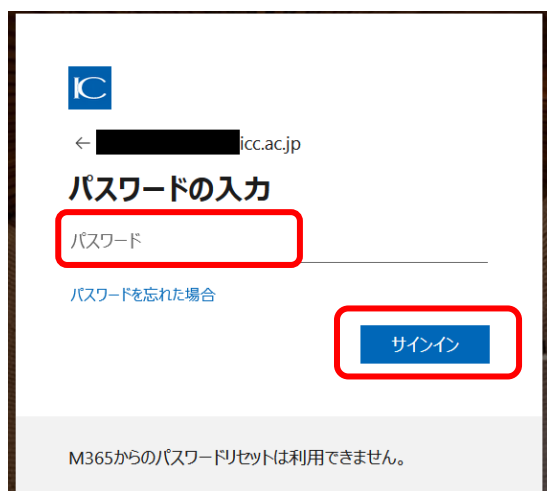 IC
← icc.ac.jp
パスワードの入力
パスワード
パスワードを忘れた場合
サインイン
M365からのパスワードリセットは利用できません。